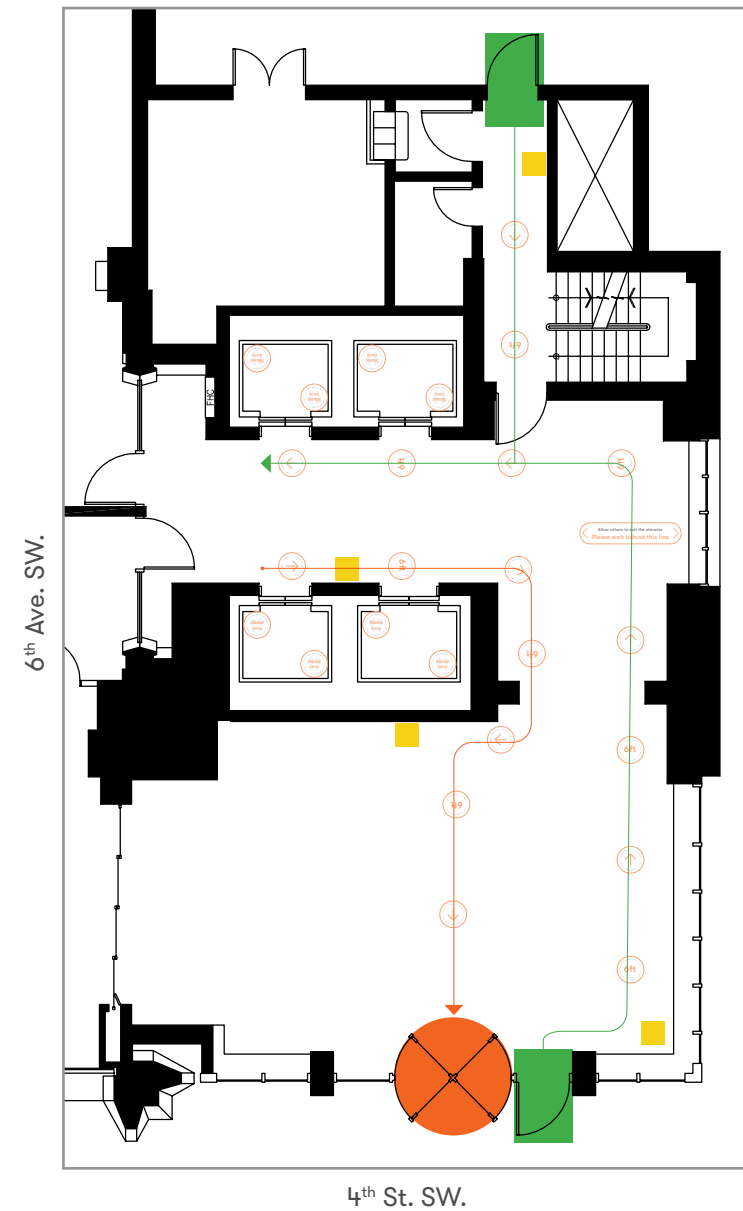 6ft
FHC
6ft
6ft
Allow others to exit the elevator
Please wait behind this line
6ft
6ft
6ft
6ft
6ft
6th Ave. SW.
4th St. SW.